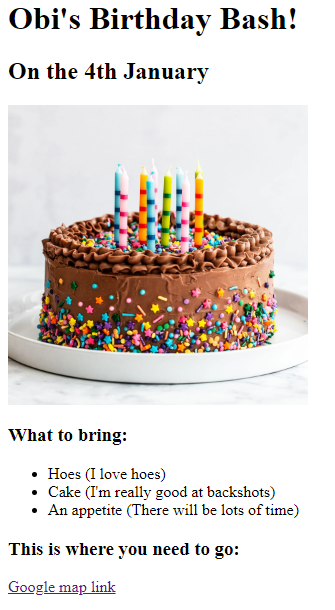 Obi's Birthday Bash!
On the 4th January
What to bring:
Hoes (I love hoes)
Cake (I'm really good at backshots)
An appetite (There will be lots of time)
This is where you need to go:
Google map link